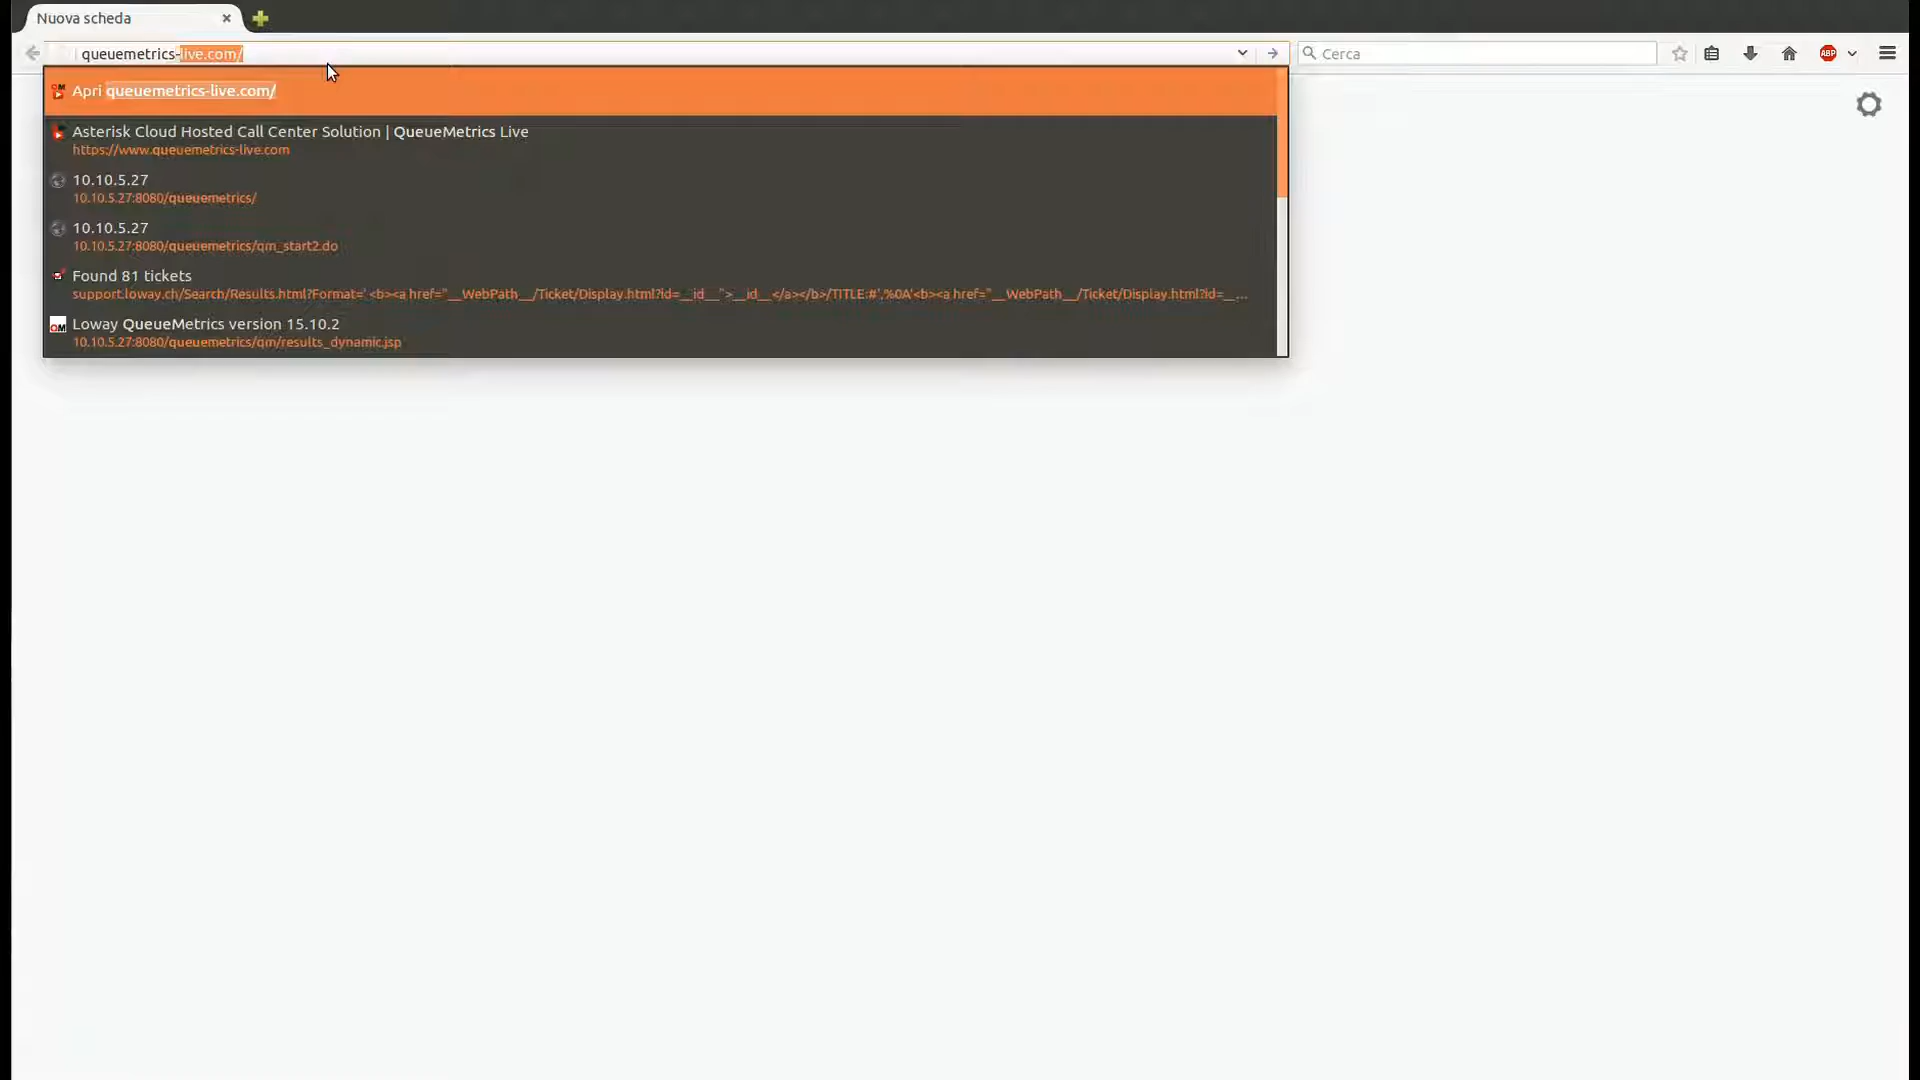 Nuova scheda
queuemetrics-live.com/
Cerca
ABP
Apri queuemetrics-live.com/
Asterisk Cloud Hosted Call Center Solution | QueueMetrics Live
https://www.queuemetrics-live.com
10.10.5.27
10.10.5.27:8080/queuemetrics/
10.10.5.27
10.10.5.27:8080/queuemetrics/qm_start2.do
Found 81 tickets
support.loway.ch/Search/Results.html?Format='<b><a href="__WebPath__/Ticket/Display.html?id=__id__">__id__</a></b>/TITLE:#',%0A'<b><a href="__WebPath__/Ticket/Display.html?id=__...
Loway QueueMetrics version 15.10.2
10.10.5.27:8080/queuemetrics/qm/results_dynamic.jsp